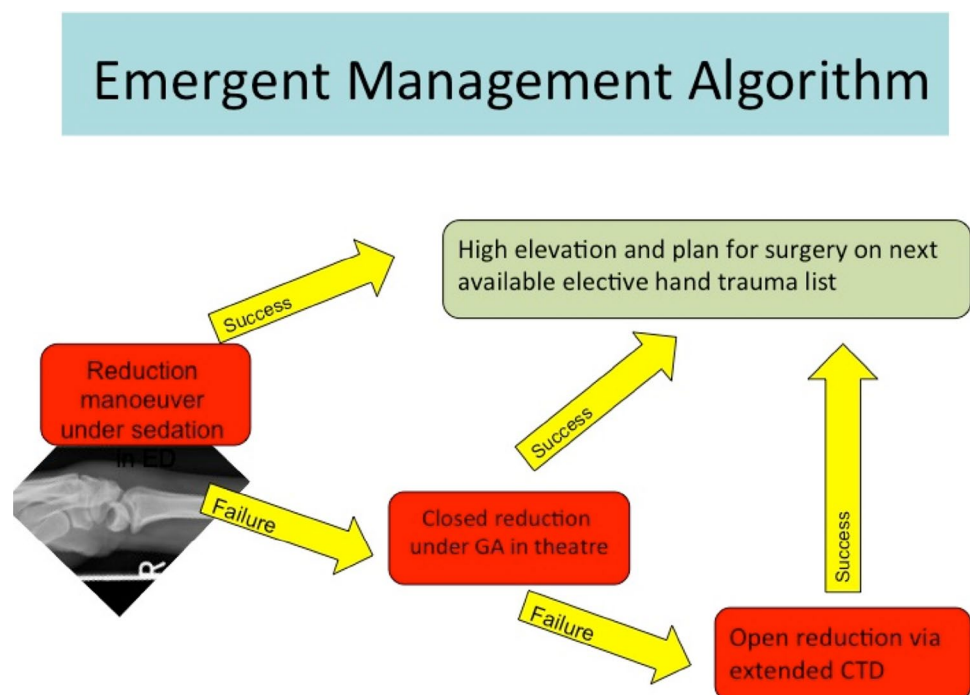 Emergent Management Algorithm
High elevation and plan for surgery on next
available elective hand trauma list
Success
Reduction
manoeuver
under sedation
in ED
Success
Success
Failure
Closed reduction
under GA in theatre
R
Failure
Open reduction via
extended CTD